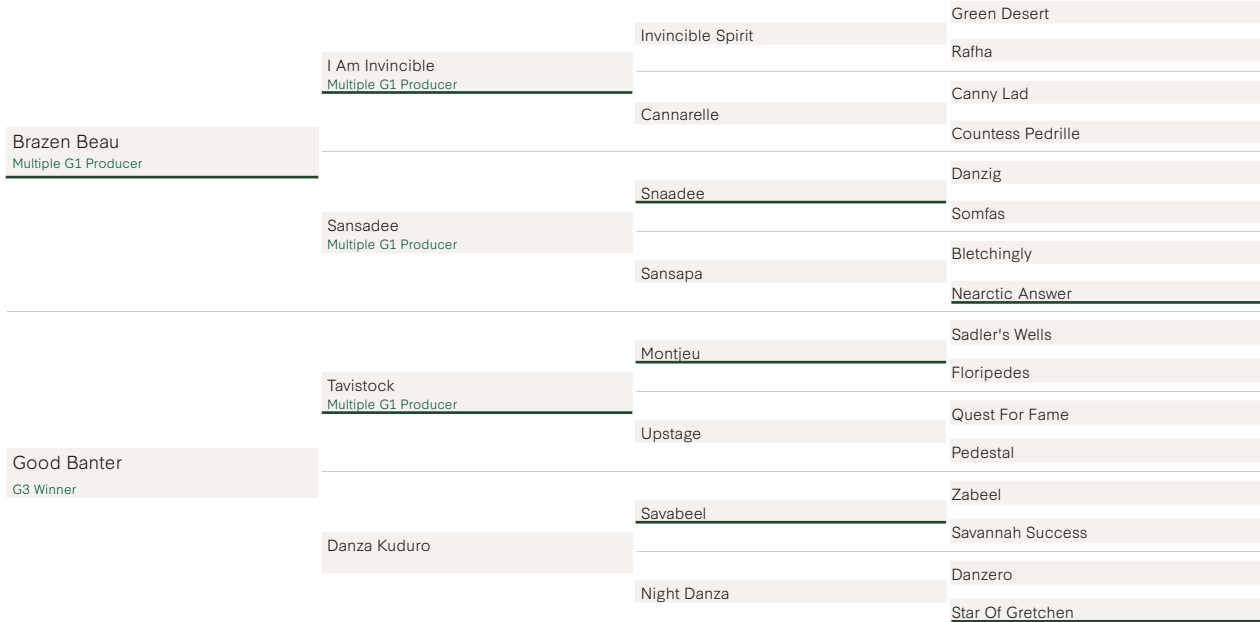 Brazen Beau
Multiple G1 Producer
Good Banter
G3 Winner
I Am Invincible
Multiple G1 Producer
Sansadee
Multiple G1 Producer
Tavistock
Multiple G1 Producer
Danza Kuduro
Invincible Spirit
Cannarelle
Snaadee
Sansapa
Montjeu
Upstage
Savabeel
Night Danza
Green Desert
Rafha
Canny Lad
Countess Pedrille
Danzig
Somfas
Bletchingly
Nearctic Answer
Sadler's Wells
Floripedes
Quest For Fame
Pedestal
Zabeel
Savannah Success
Danzero
Star Of Gretchen